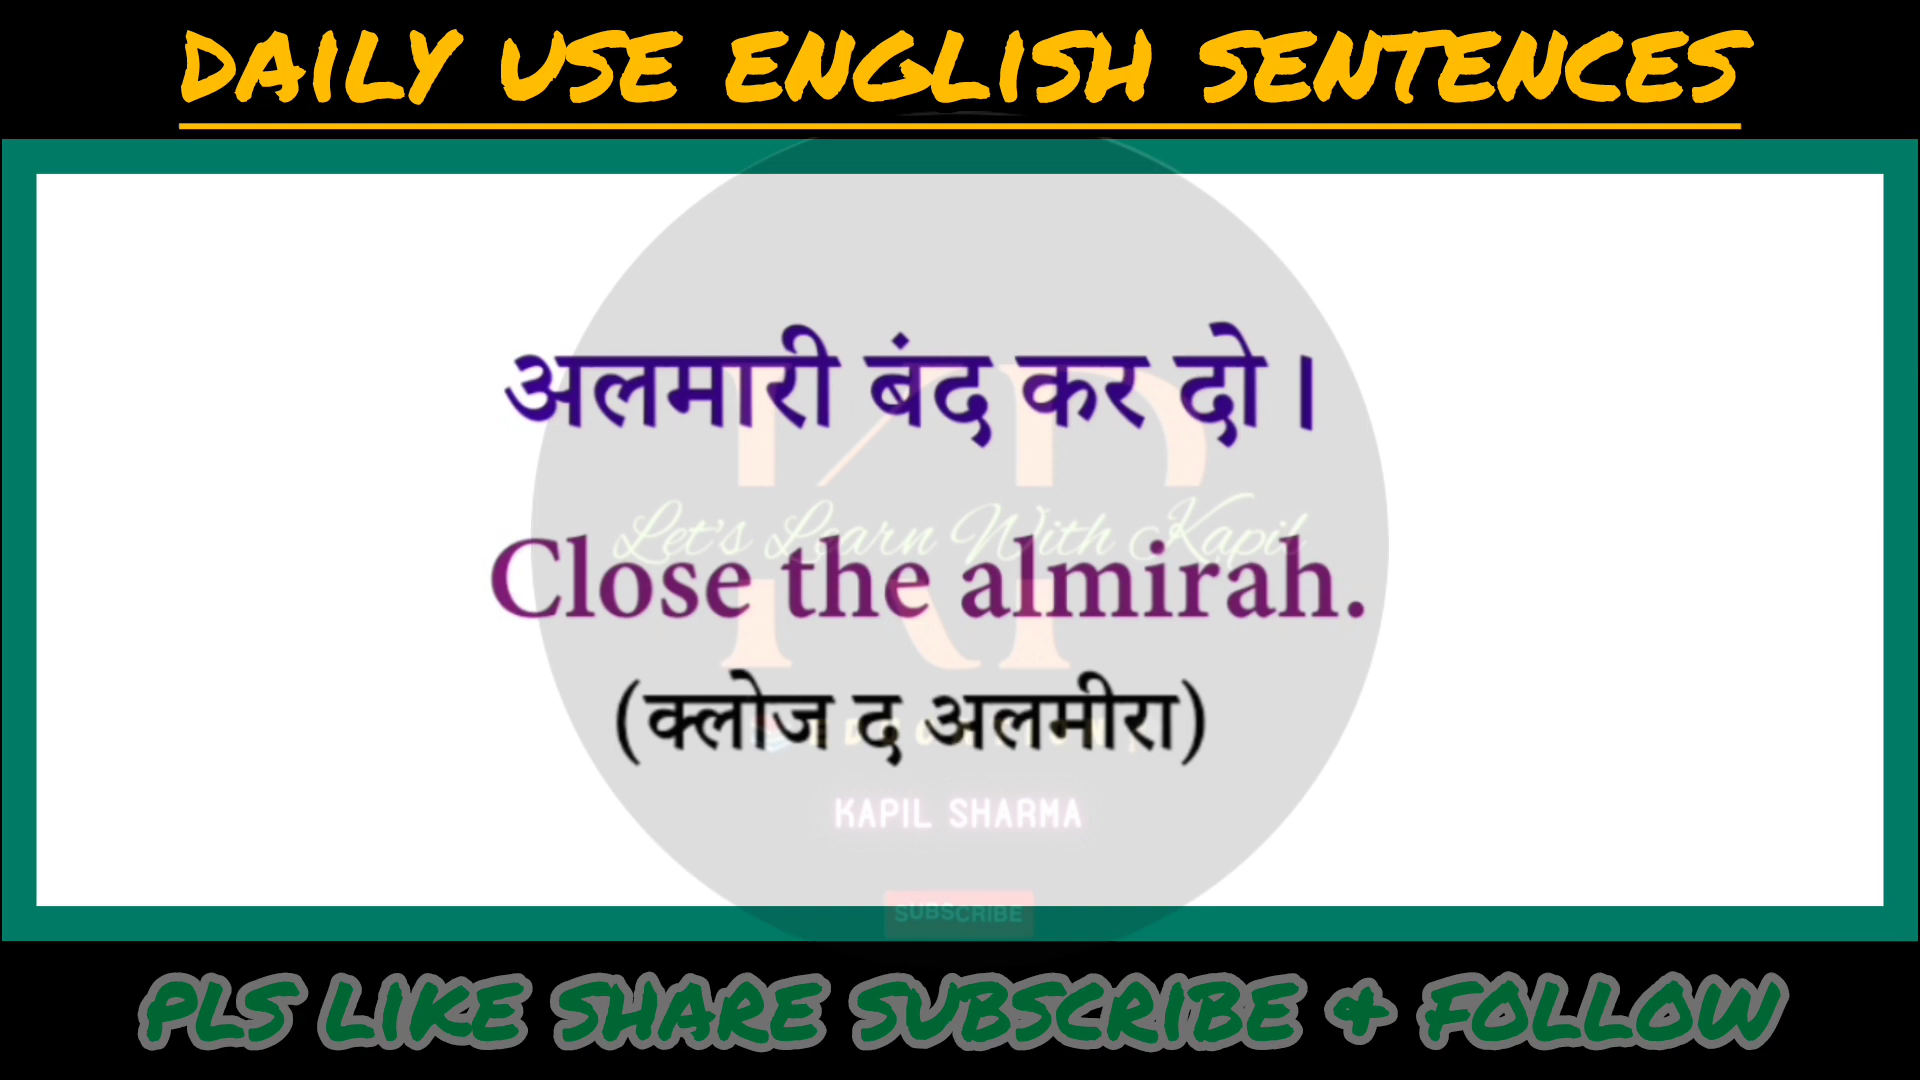 DAILY USE ENGLISH SENTENCES
अलमारी बंद कर दो।
Let's Learn With Kapil
Close the almirah.
(क्लोज द अलमीरा)
KAPIL SHARMA
SUBSCRIBE
PLS LIKE SHARE SUBSCRIBE & FOLLOW